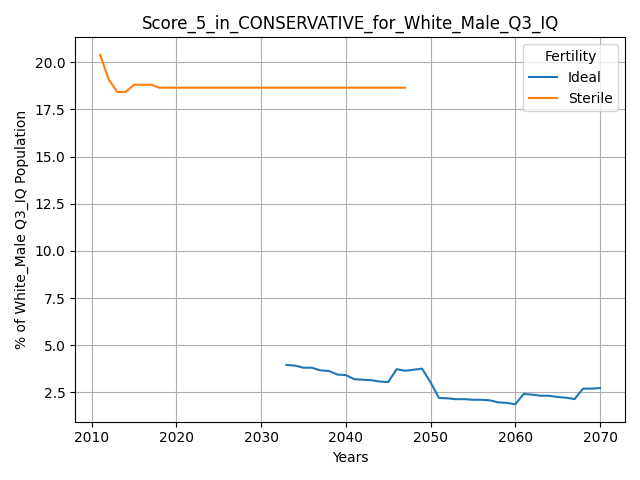 Score_5_in_CONSERVATIVE_for_White_Male_Q3_IQ
% of White_Male Q3_IQ Population
20.0
17.5
15.0
12.5
10.0
7.5
5.0
2.5
Fertility
Ideal
Sterile
2010 2020 2030 2040 2050 2060 2070
Years